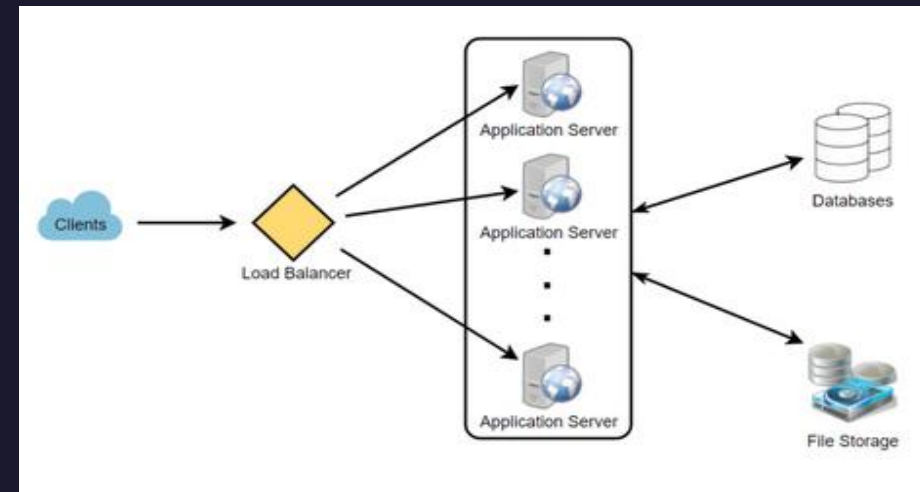 Clients
Load Balancer
Application Server
Application Server
Application Server
Databases
File Storage